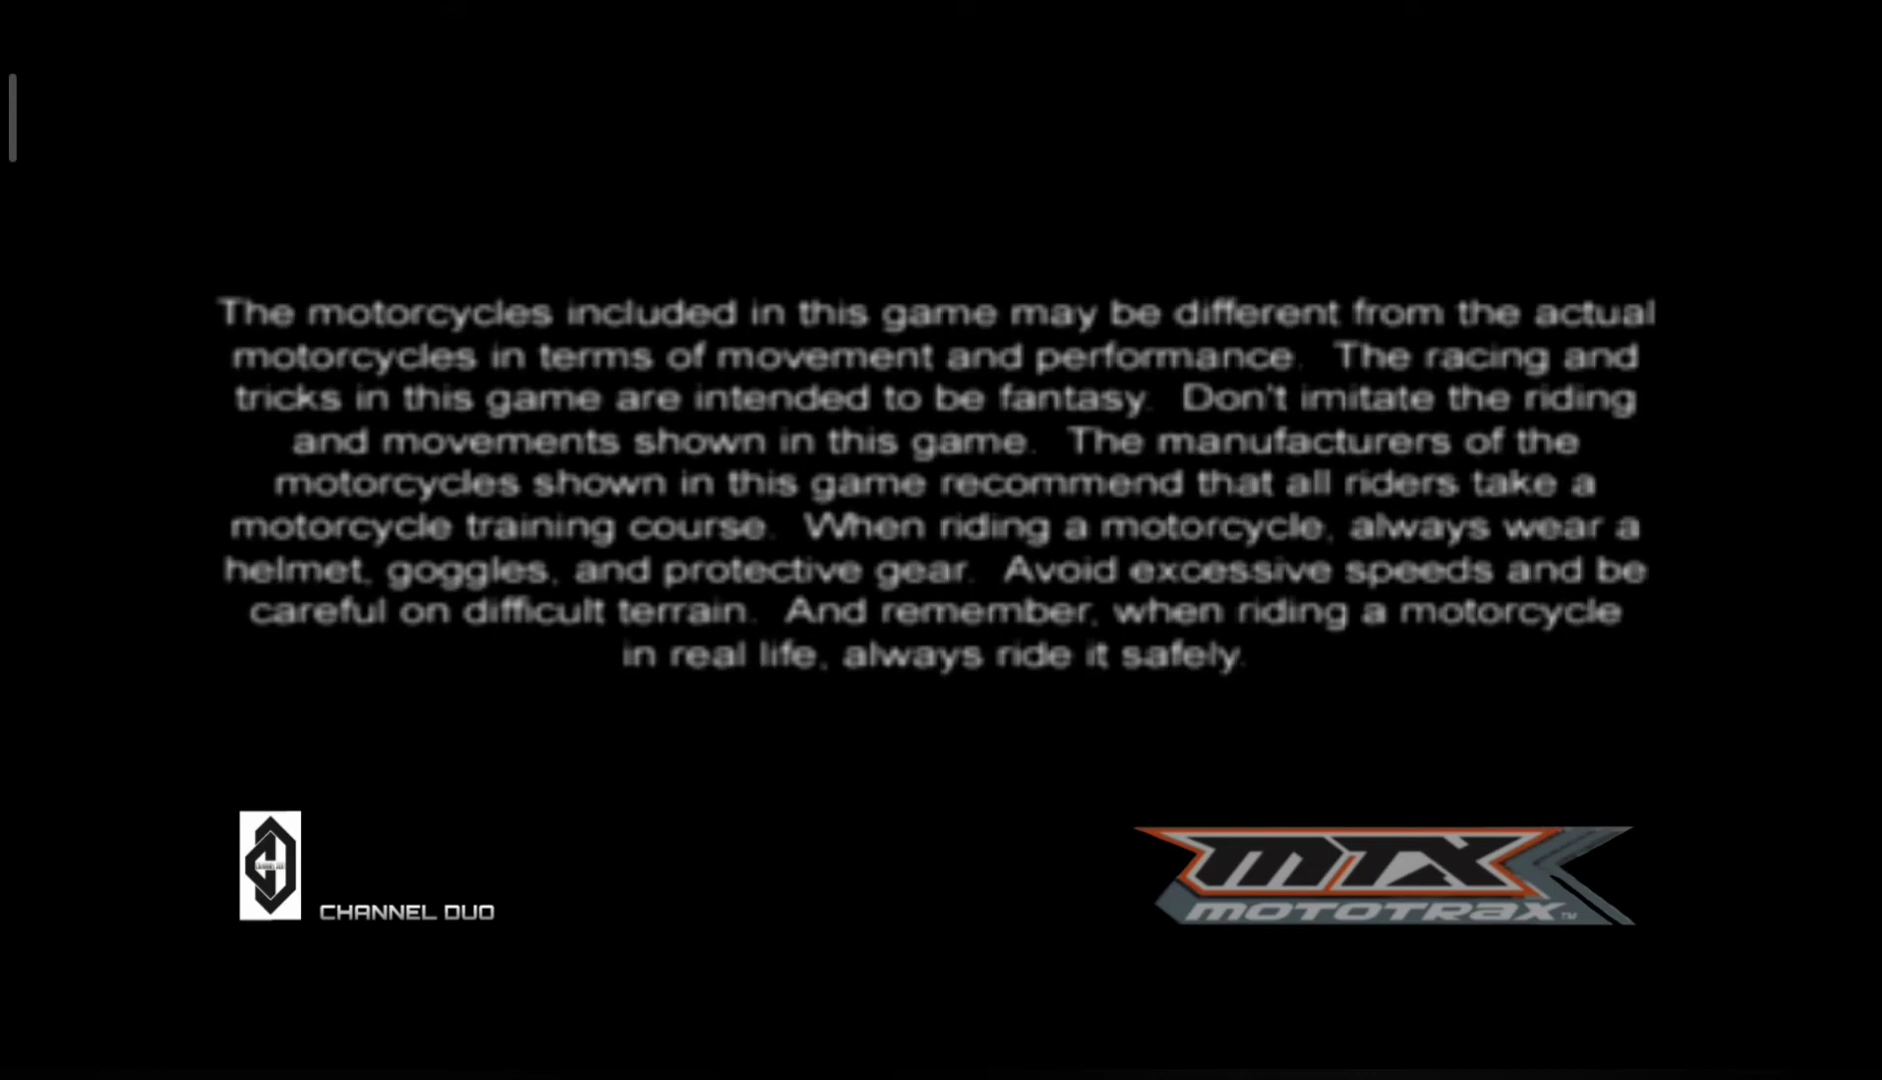 The motorcycles included in this game may be different from the actual
motorcycles in terms of movement and performance. The racing and
tricks in this game are intended to be fantasy. Don't imitate the riding
and movements shown in this game. The manufacturers of the
motorcycles shown in this game recommend that all riders take a
motorcycle training course. When riding a motorcycle, always wear a
helmet, goggles, and protective gear. Avoid excessive speeds and be
careful on difficult terrain. And remember, when riding a motorcycle
in real life, always ride it safely.
CHANNEL DUO
MTX
MOTOTRAX™